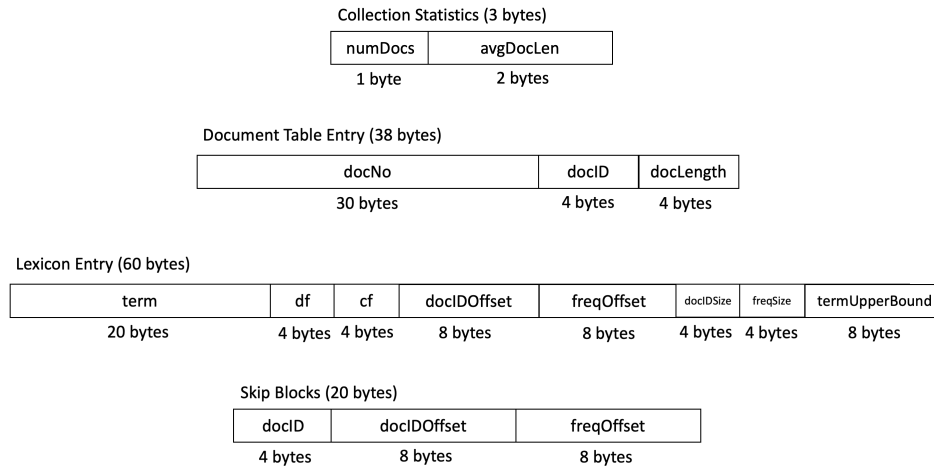 Collection Statistics (3 bytes)
numDocs avgDocLen
1 byte 2 bytes
Document Table Entry (38 bytes)
docNo docID docLength
30 bytes 4 bytes 4 bytes
Lexicon Entry (60 bytes)
term df cf docIDOffset freqOffset docIDSize freqSize termUpperBound
20 bytes 4 bytes 4 bytes 8 bytes 8 bytes 4 bytes 4 bytes 8 bytes
Skip Blocks (20 bytes)
docID docIDOffset freqOffset
4 bytes 8 bytes 8 bytes